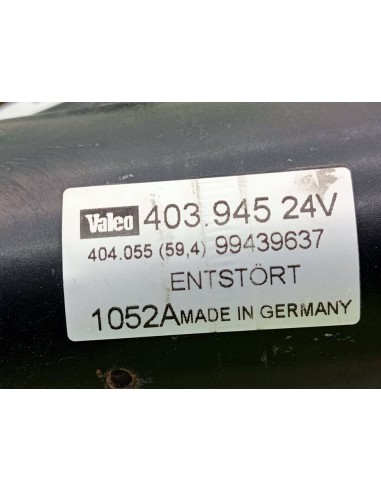 Valeo 403.945 24V
404.055 (59,4) 99439637
ENTSTÖRT
1052A MADE IN GERMANY